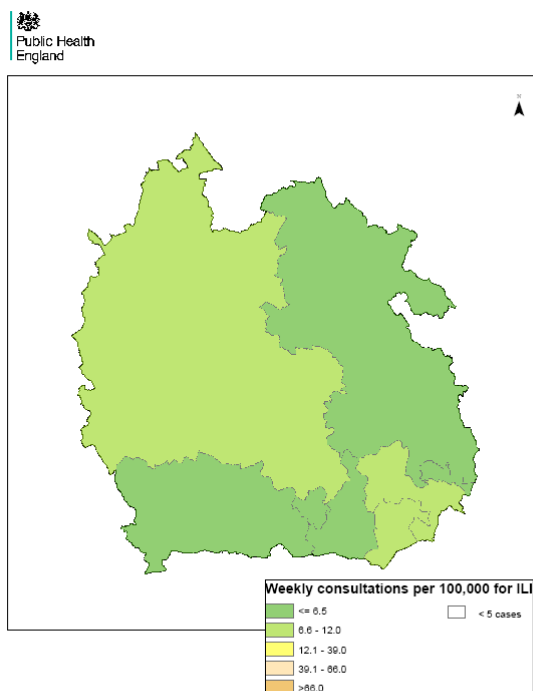 Public Health
England
N
Weekly consultations per 100,000 for ILI
<= 6.5
< 5 cases
6.6 - 12.0
12.1 - 39.0
39.1 - 66.0
>66.0